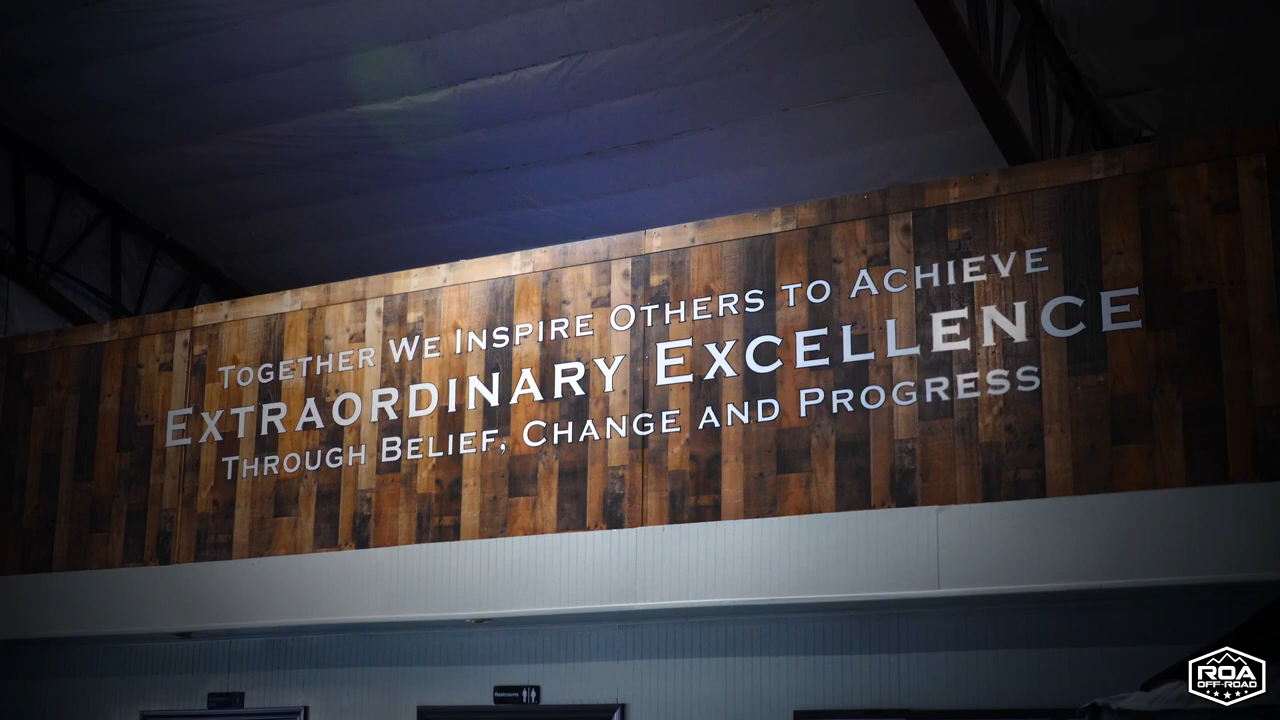 Together We Inspire Others to Achieve
Extraordinary Excellence
Through Belief, Change and Progress
Restrooms
ROA
OFF-ROAD